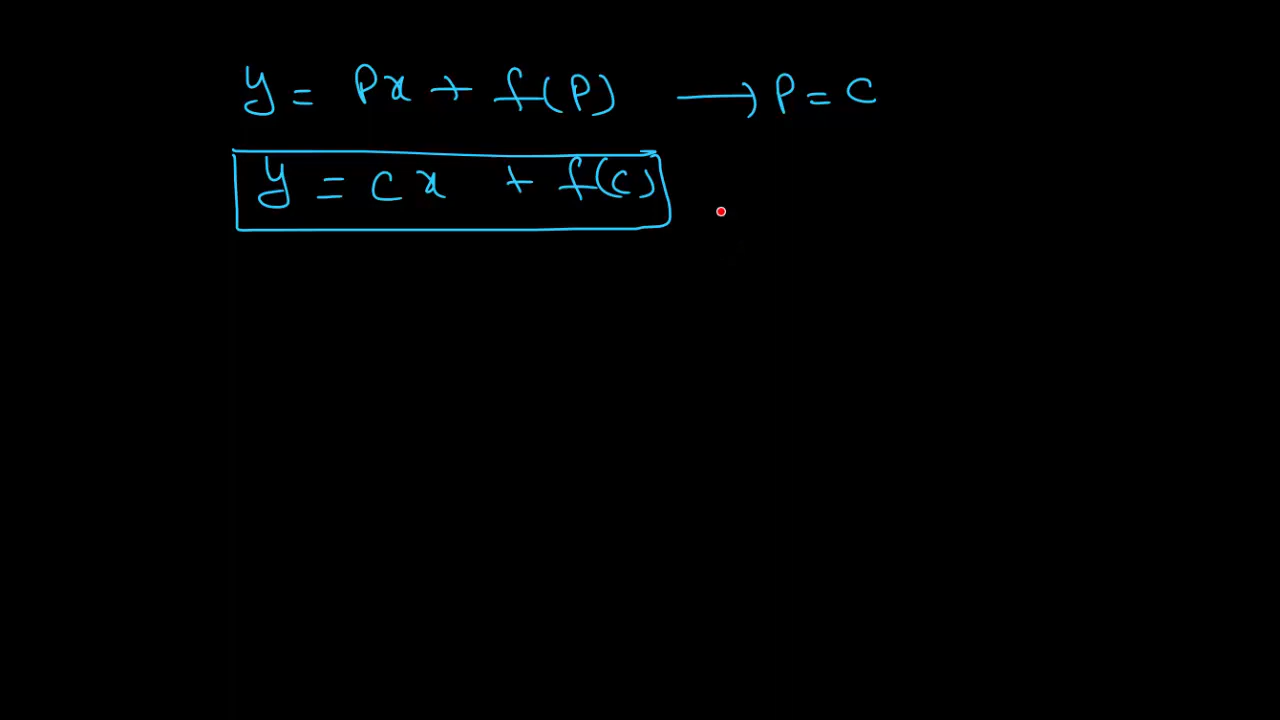 y = Px + f(P) → P = C
y = cx + f(c)